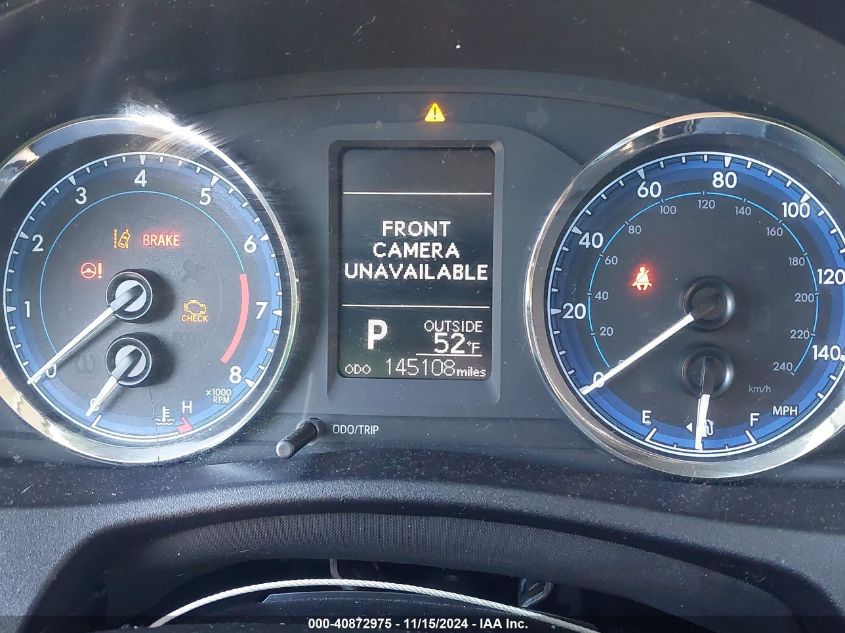 0
1
2
3
4
5
6
7
8
x1000
RPM
BRAKE
CHECK
C
H
FRONT
CAMERA
UNAVAILABLE
P
OUTSIDE
52°F
ODO 145108 miles
ODO/TRIP
0
20
40
60
80
100
120
140
MPH
20
40
60
80
100
120
140
180
200
220
240
km/h
E
F
000-40872975 - 11/15/2024 - IAA Inc.